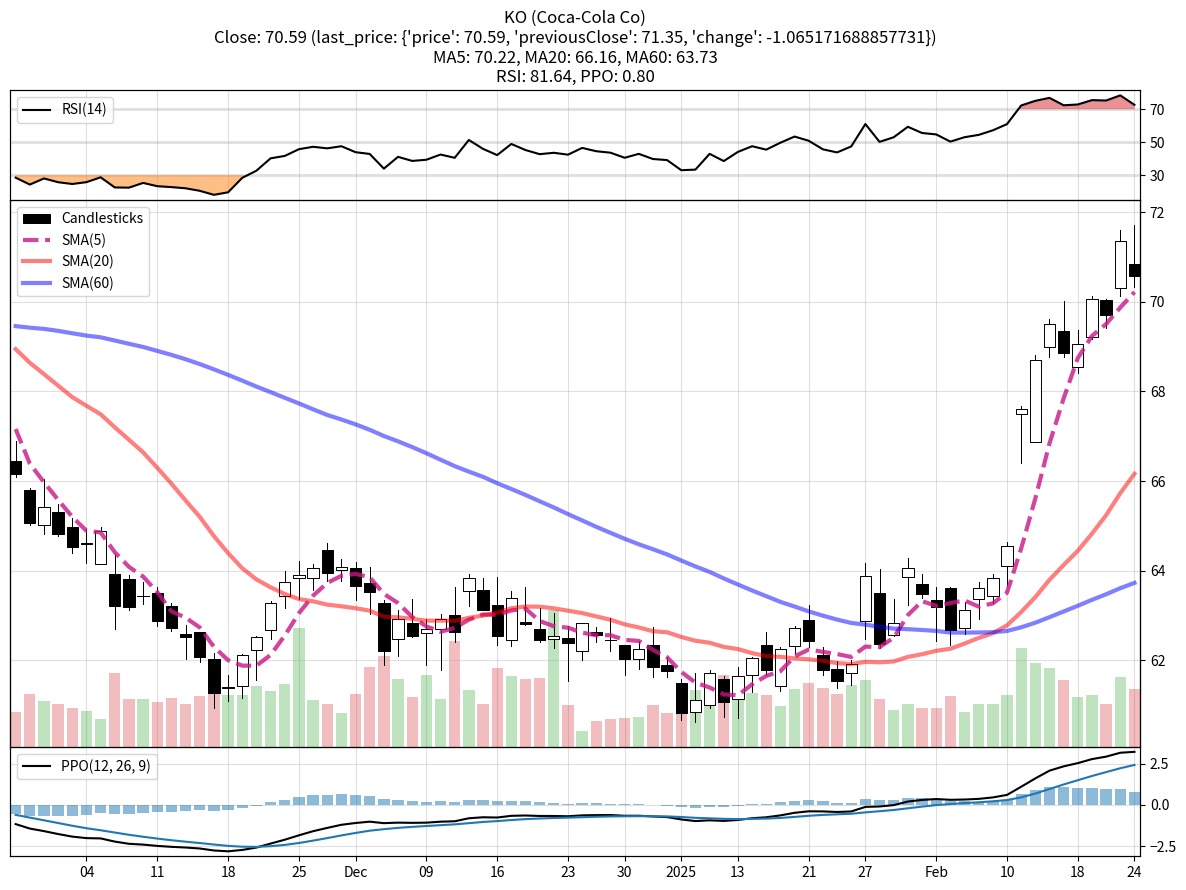 KO (Coca-Cola Co)
Close: 70.59 (last_price: {'price': 70.59, 'previousClose': 71.35, 'change': -1.065171688857731})
MA5: 70.22, MA20: 66.16, MA60: 63.73
RSI: 81.64, PPO: 0.80
RSI(14)
70
50
30
Candlesticks
SMA(5)
SMA(20)
SMA(60)
72
70
68
66
64
62
PPO(12, 26, 9)
2.5
0.0
−2.5
04 11 18 25 Dec 09 16 23 30 2025 13 21 27 Feb 10 18 24